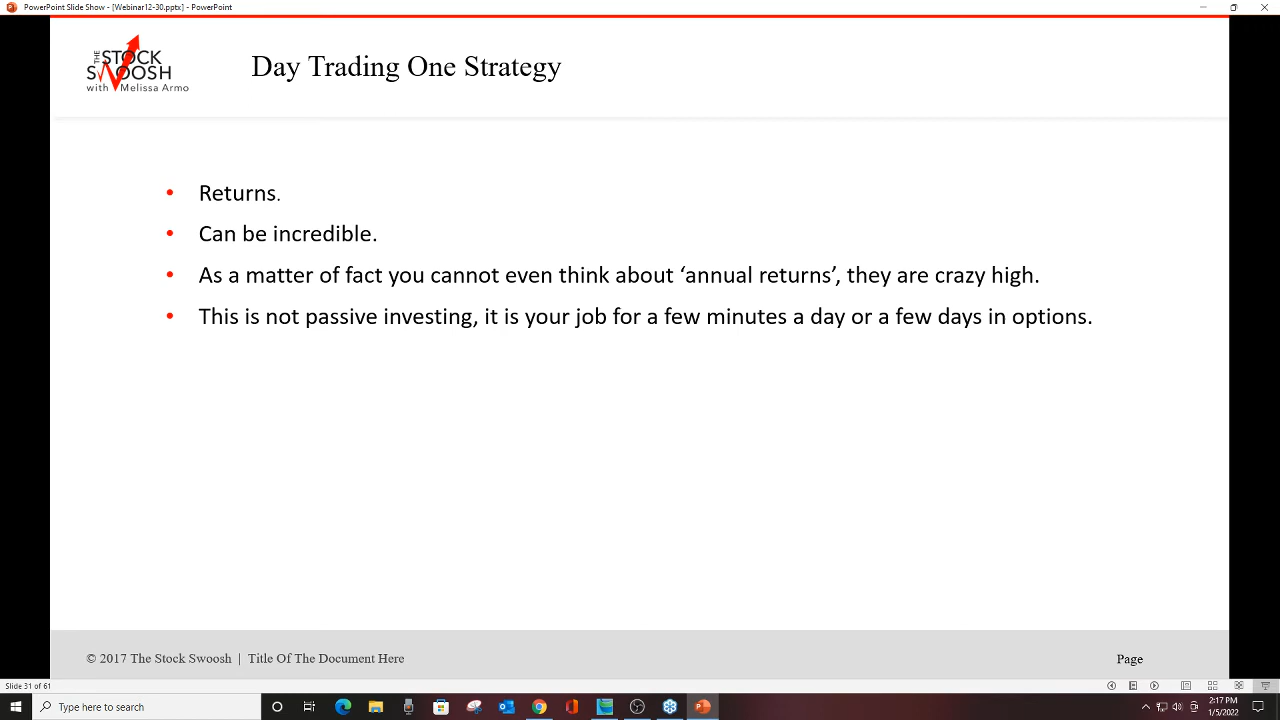 PowerPoint Slide Show - [Webinar12-30.pptx] - PowerPoint
THE STOCK
SWOOSH
with Melissa Armo
Day Trading One Strategy
• Returns.
• Can be incredible.
• As a matter of fact you cannot even think about ‘annual returns’, they are crazy high.
• This is not passive investing, it is your job for a few minutes a day or a few days in options.
© 2017 The Stock Swoosh | Title Of The Document Here
Page
Slide 31 of 61
Type here to search
2:17 PM
1/5/2022